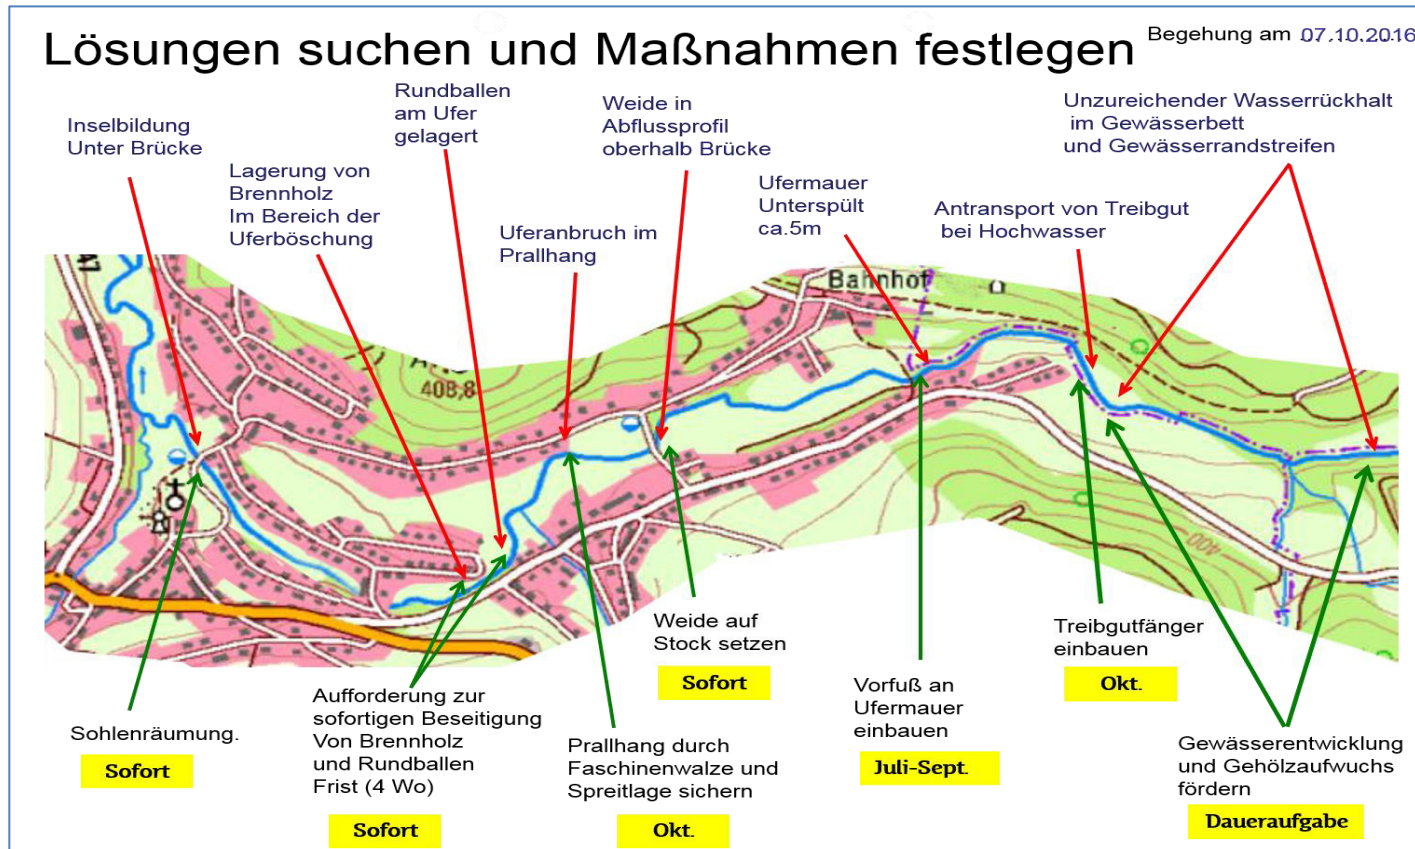 Lösungen suchen und Maßnahmen festlegen
Begehung am 07.10.2016
Inselbildung
Unter Brücke
Lagerung von
Brennholz
Im Bereich der
Uferböschung
Rundballen
am Ufer
gelagert
Uferanbruch im
Prallhang
Weide in
Abflussprofil
oberhalb Brücke
Ufermauer
Unterspült
ca.5m
Antransport von Treibgut
bei Hochwasser
Unzureichender Wasserrückhalt
im Gewässerbett
und Gewässerrandstreifen
Bahnhof
408,8
400
Sohlenräumung.
Sofort
Aufforderung zur
sofortigen Beseitigung
Von Brennholz
und Rundballen
Frist (4 Wo)
Sofort
Prallhang durch
Faschinenwalze und
Spreitlage sichern
Okt.
Weide auf
Stock setzen
Sofort
Vorfuß an
Ufermauer
einbauen
Juli-Sept.
Treibgutfänger
einbauen
Okt.
Gewässerentwicklung
und Gehölzaufwuchs
fördern
Daueraufgabe